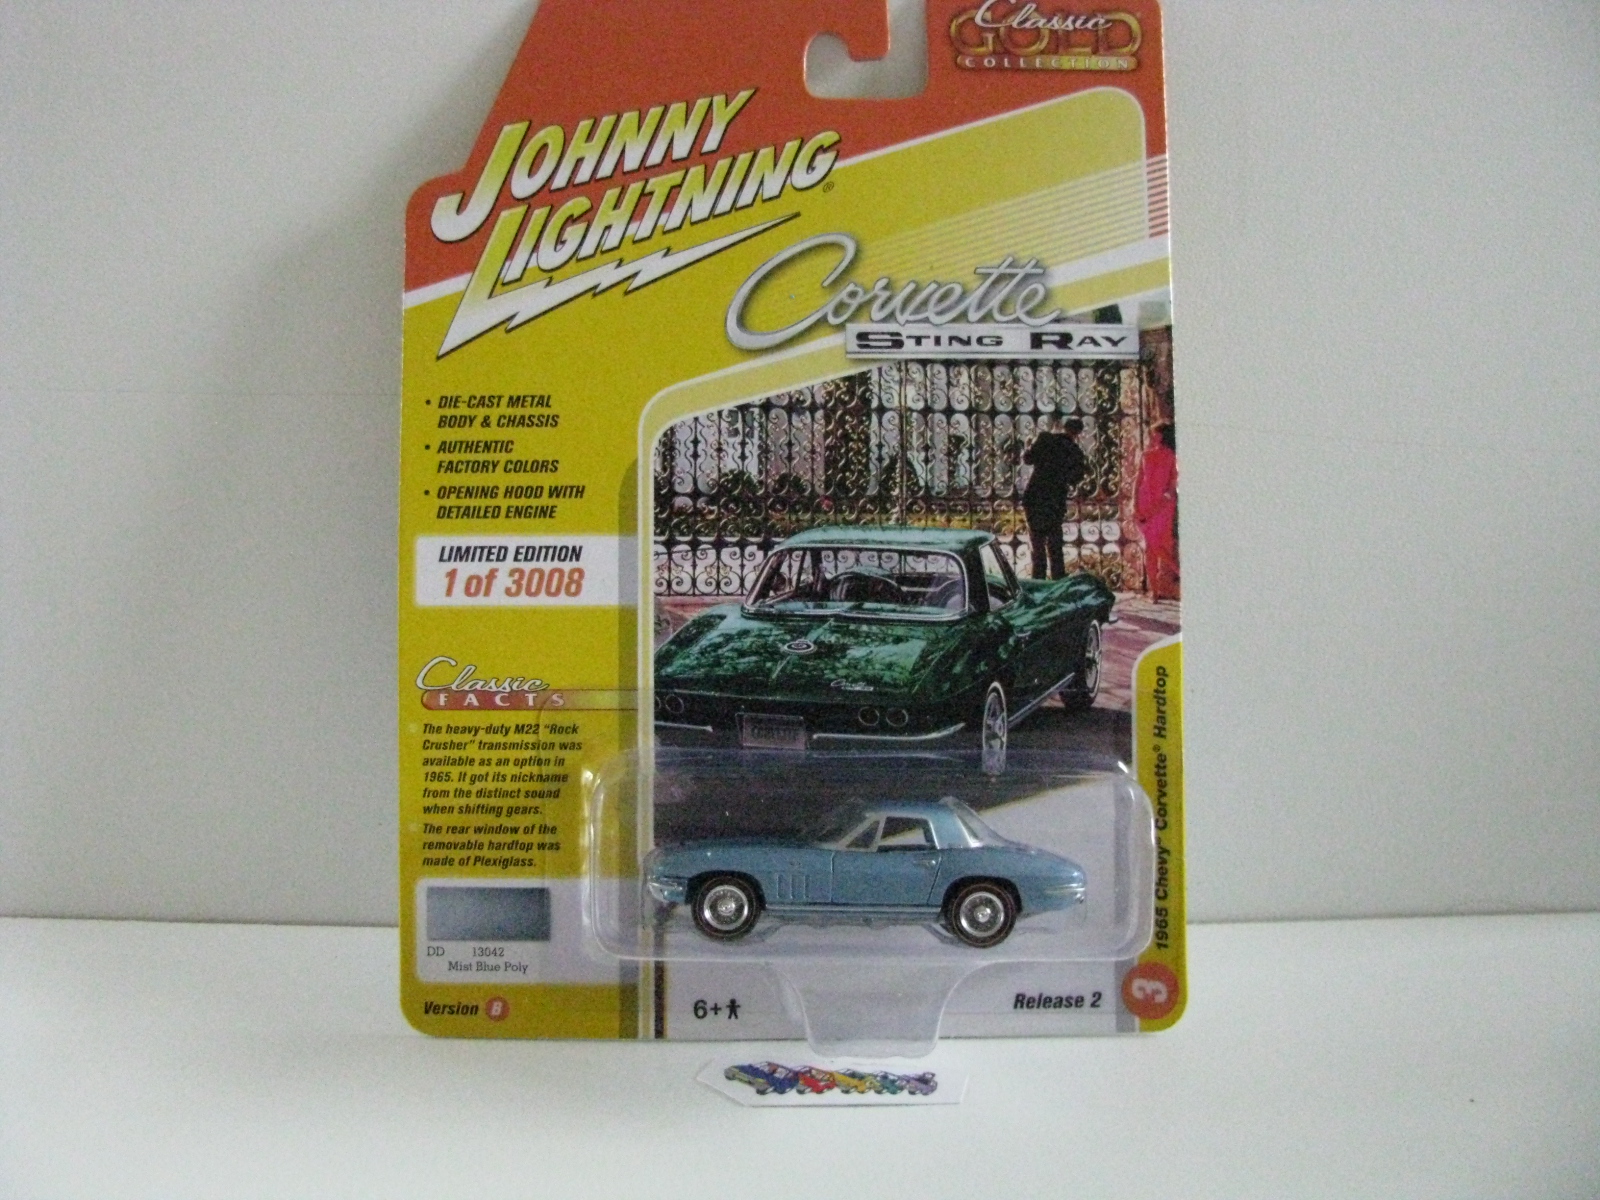 Classic
GOLD
COLLECTION
JOHNNY
LIGHTNING®
Corvette
STING RAY
• DIE-CAST METAL
BODY & CHASSIS
• AUTHENTIC
FACTORY COLORS
• OPENING HOOD WITH
DETAILED ENGINE
LIMITED EDITION
1 of 3008
Classic
FACTS
The heavy-duty M22 "Rock
Crusher" transmission was
available as an option in
1965. It got its nickname
from the distinct sound
when shifting gears.
The rear window of the
removable hardtop was
made of Plexiglass.
DD 13042
Mist Blue Poly
Version B
6+
Release 2
3
1965 Chevy® Corvette® Hardtop